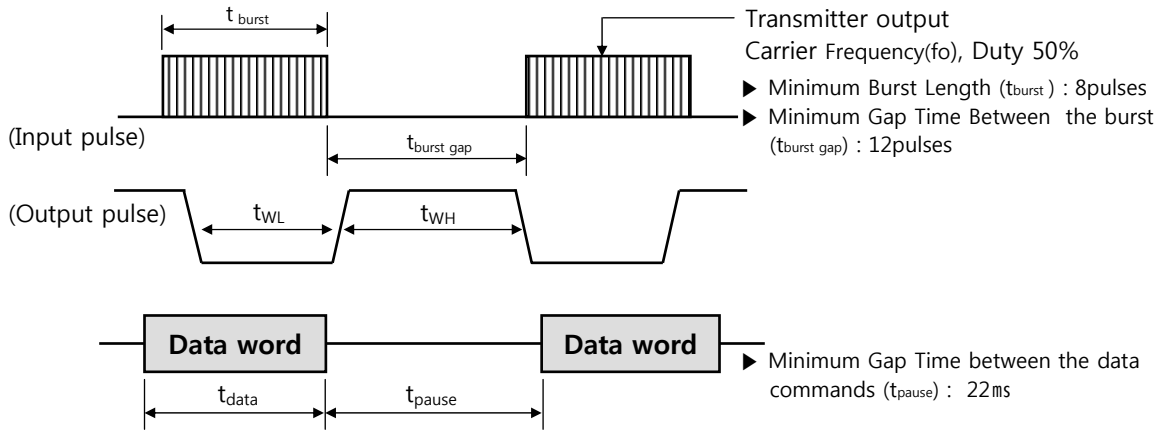 t burst
Transmitter output
Carrier Frequency(fo), Duty 50%
▶ Minimum Burst Length (tburst ) : 8pulses
▶ Minimum Gap Time Between the burst
(tburst gap) : 12pulses
(Input pulse)
tburst gap
(Output pulse)
tWL
tWH
Data word
Data word
▶ Minimum Gap Time between the data
commands (tpause) : 22㎳
tdata
tpause